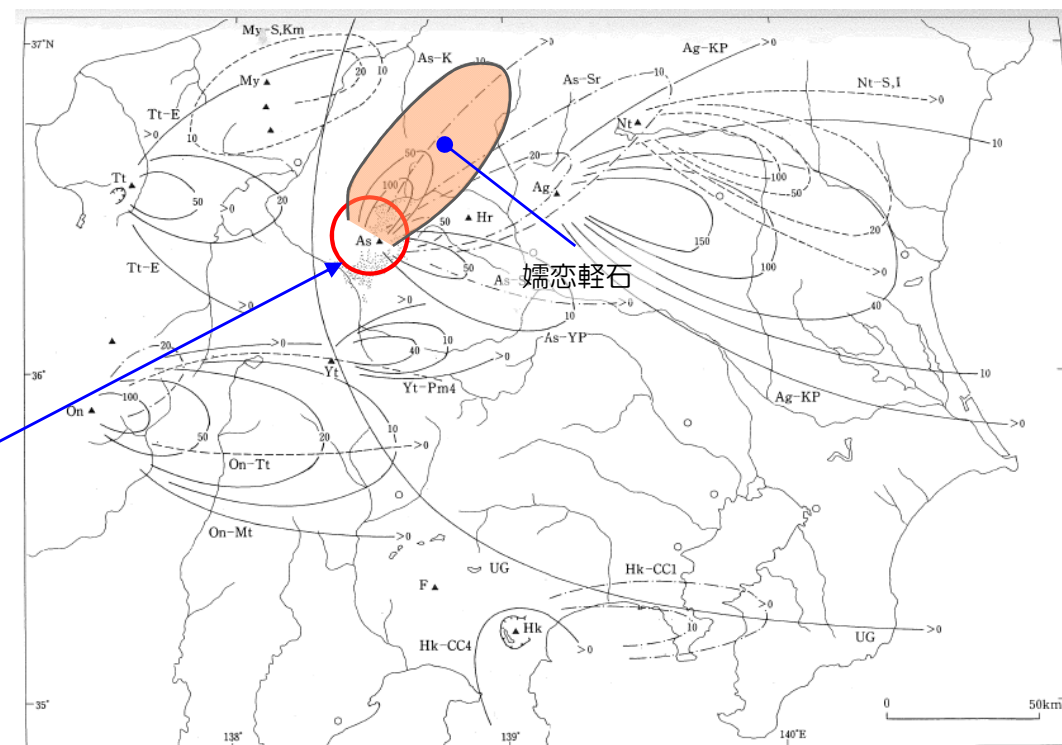 37°N
My-S,Km
As-K
>0
Ag-KP
>0
As-Sr
10
Nt-S,I
>0
My
20
10
10
Tt-E
>0
10
Nt
10
Tt
50
>0
20
50
100
20
Ag
100
50
20
50
Hr
As
150
100
>0
50
Tt-E
嬬恋軽石
As-S
>0
40
>0
>0
10
As-YP
20
>0
40
10
>0
36°
Yt
Yt-Pm4
10
On
100
50
20
10
>0
Ag-KP
>0
On-Tt
On-Mt
>0
UG
Hk-CC1
F
>0
10
Hk
>0
Hk-CC4
UG
>0
35°
0
50km
138°
139°
140°E